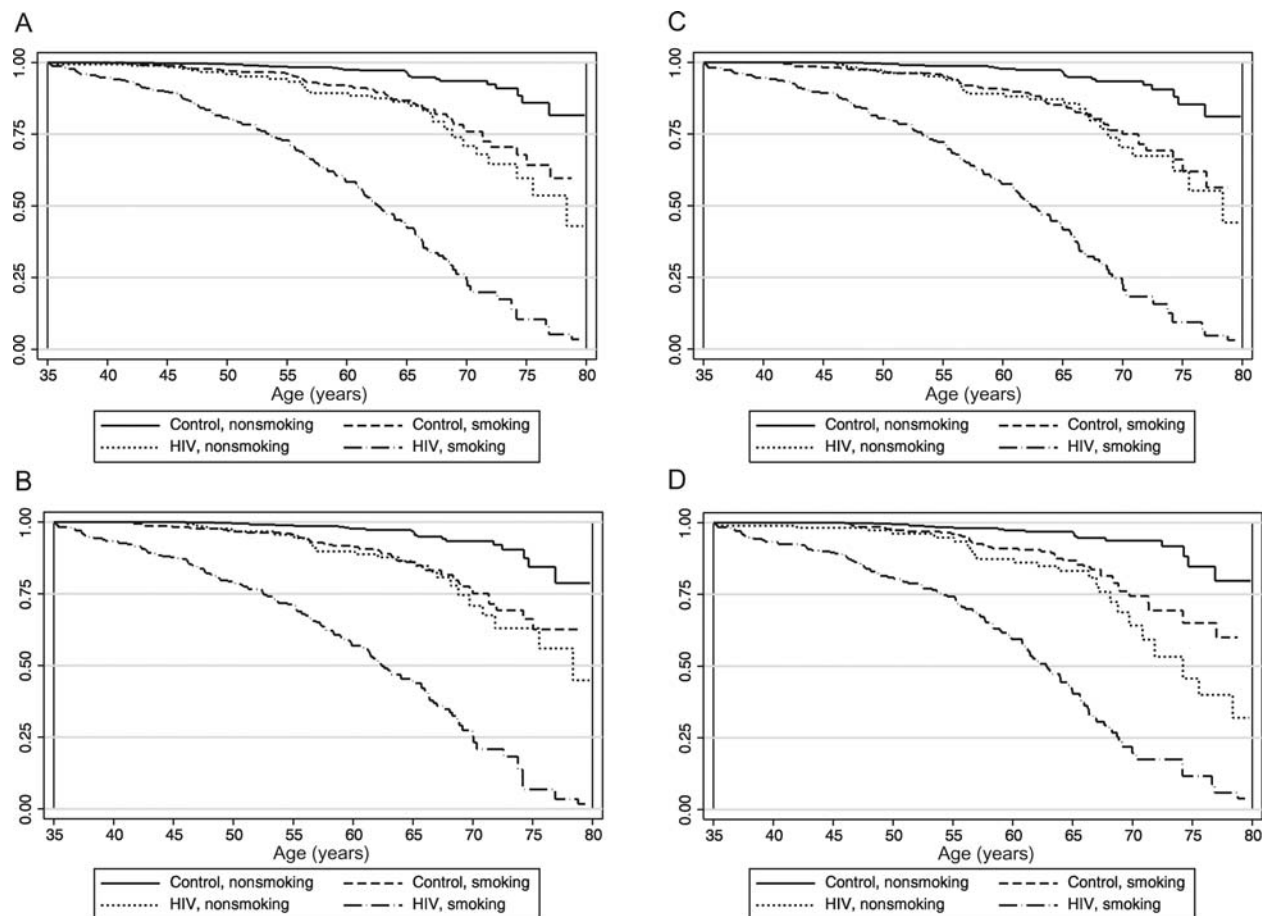 A
1.00
0.75
0.50
0.25
0.00
35 40 45 50 55 60 65 70 75 80
Age (years)
Control, nonsmoking Control, smoking
HIV, nonsmoking HIV, smoking
C
1.00
0.75
0.50
0.25
0.00
35 40 45 50 55 60 65 70 75 80
Age (years)
Control, nonsmoking Control, smoking
HIV, nonsmoking HIV, smoking
B
1.00
0.75
0.50
0.25
0.00
35 40 45 50 55 60 65 70 75 80
Age (years)
Control, nonsmoking Control, smoking
HIV, nonsmoking HIV, smoking
D
1.00
0.75
0.50
0.25
0.00
35 40 45 50 55 60 65 70 75 80
Age (years)
Control, nonsmoking Control, smoking
HIV, nonsmoking HIV, smoking